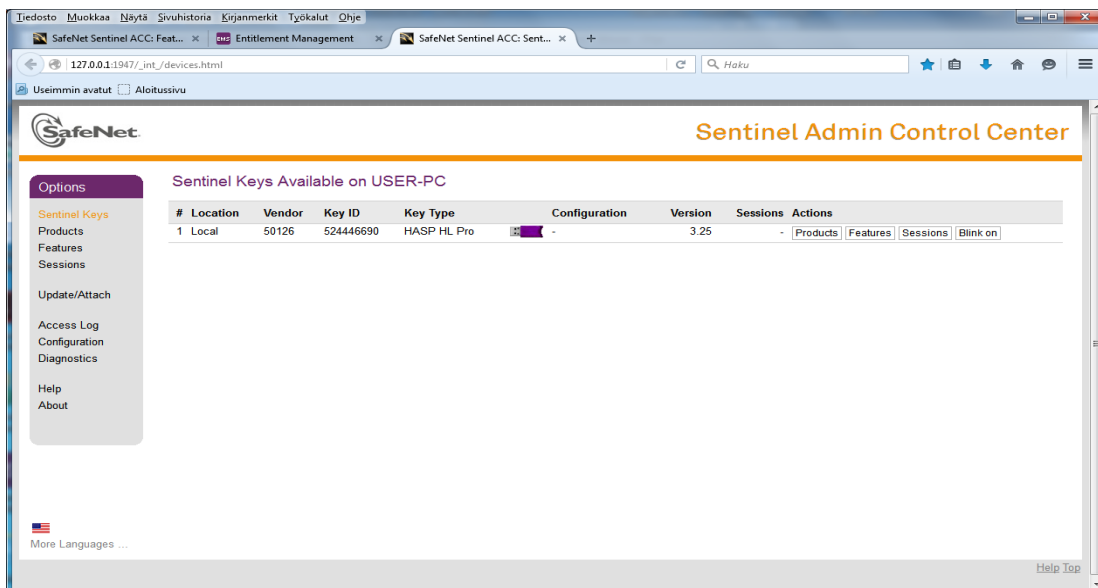 Tiedosto Muokkaa Näytä Sivuhistoria Kirjanmerkit Työkalut Ohje
SafeNet Sentinel ACC: Feat... × EMS Entitlement Management × SafeNet Sentinel ACC: Sent... × +
127.0.0.1:1947/_int_/devices.html Haku
Useimmin avatut Aloitussivu
SafeNet. Sentinel Admin Control Center
Options
Sentinel Keys
Products
Features
Sessions
Update/Attach
Access Log
Configuration
Diagnostics
Help
About
Sentinel Keys Available on USER-PC
# Location Vendor Key ID Key Type Configuration Version Sessions Actions
1 Local 50126 524446690 HASP HL Pro - 3.25 - Products Features Sessions Blink on
More Languages ...
Help Top